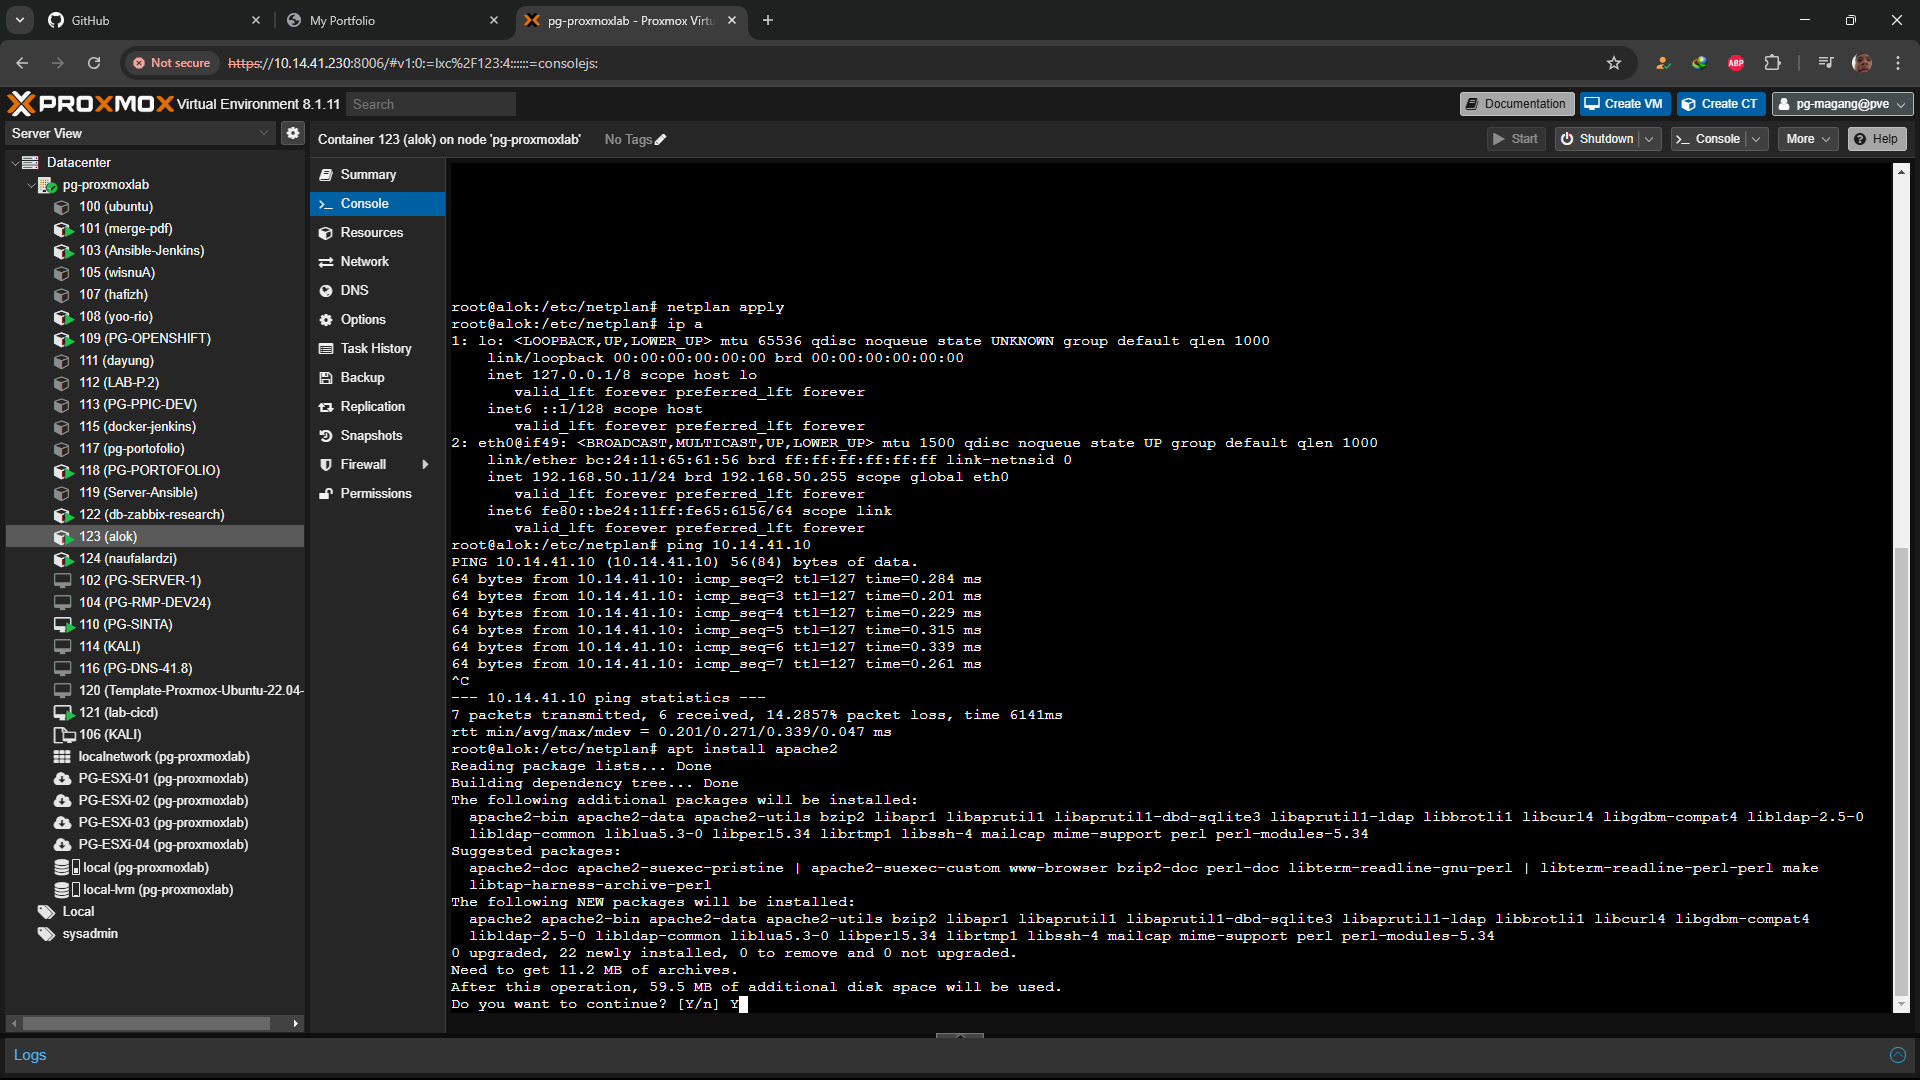 GitHub
My Portfolio
pg-proxmoxlab - Proxmox Virtu
Not secure
https://10.14.41.230:8006/#v1:0:=lxc%2F123:4::::::=consolejs:
ABP
PROXMOX Virtual Environment 8.1.11
Search
Documentation
Create VM
Create CT
pg-magang@pve
Server View
Container 123 (alok) on node 'pg-proxmoxlab'
No Tags
Start
Shutdown
Console
More
Help
Datacenter
pg-proxmoxlab
100 (ubuntu)
101 (merge-pdf)
103 (Ansible-Jenkins)
105 (wisnuA)
107 (hafizh)
108 (yoo-rio)
109 (PG-OPENSHIFT)
111 (dayung)
112 (LAB-P.2)
113 (PG-PPIC-DEV)
115 (docker-jenkins)
117 (pg-portofolio)
118 (PG-PORTOFOLIO)
119 (Server-Ansible)
122 (db-zabbix-research)
123 (alok)
124 (naufalardzi)
102 (PG-SERVER-1)
104 (PG-RMP-DEV24)
110 (PG-SINTA)
114 (KALI)
116 (PG-DNS-41.8)
120 (Template-Proxmox-Ubuntu-22.04-
121 (lab-cicd)
106 (KALI)
localnetwork (pg-proxmoxlab)
PG-ESXi-01 (pg-proxmoxlab)
PG-ESXi-02 (pg-proxmoxlab)
PG-ESXi-03 (pg-proxmoxlab)
PG-ESXi-04 (pg-proxmoxlab)
local (pg-proxmoxlab)
local-lvm (pg-proxmoxlab)
Local
sysadmin
Summary
Console
Resources
Network
DNS
Options
Task History
Backup
Replication
Snapshots
Firewall
Permissions
root@alok:/etc/netplan# netplan apply
root@alok:/etc/netplan# ip a
1: lo: <LOOPBACK,UP,LOWER_UP> mtu 65536 qdisc noqueue state UNKNOWN group default qlen 1000
link/loopback 00:00:00:00:00:00 brd 00:00:00:00:00:00
inet 127.0.0.1/8 scope host lo
valid_lft forever preferred_lft forever
inet6 ::1/128 scope host
valid_lft forever preferred_lft forever
2: eth0@if49: <BROADCAST,MULTICAST,UP,LOWER_UP> mtu 1500 qdisc noqueue state UP group default qlen 1000
link/ether bc:24:11:65:61:56 brd ff:ff:ff:ff:ff:ff link-netnsid 0
inet 192.168.50.11/24 brd 192.168.50.255 scope global eth0
valid_lft forever preferred_lft forever
inet6 fe80::be24:11ff:fe65:6156/64 scope link
valid_lft forever preferred_lft forever
root@alok:/etc/netplan# ping 10.14.41.10
PING 10.14.41.10 (10.14.41.10) 56(84) bytes of data.
64 bytes from 10.14.41.10: icmp_seq=2 ttl=127 time=0.284 ms
64 bytes from 10.14.41.10: icmp_seq=3 ttl=127 time=0.201 ms
64 bytes from 10.14.41.10: icmp_seq=4 ttl=127 time=0.229 ms
64 bytes from 10.14.41.10: icmp_seq=5 ttl=127 time=0.315 ms
64 bytes from 10.14.41.10: icmp_seq=6 ttl=127 time=0.339 ms
64 bytes from 10.14.41.10: icmp_seq=7 ttl=127 time=0.261 ms
^C
--- 10.14.41.10 ping statistics ---
7 packets transmitted, 6 received, 14.2857% packet loss, time 6141ms
rtt min/avg/max/mdev = 0.201/0.271/0.339/0.047 ms
root@alok:/etc/netplan# apt install apache2
Reading package lists... Done
Building dependency tree... Done
The following additional packages will be installed:
apache2-bin apache2-data apache2-utils bzip2 libapr1 libaprutil1 libaprutil1-dbd-sqlite3 libaprutil1-ldap libbrotli1 libcurl4 libgdbm-compat4 libldap-2.5-0
libldap-common liblua5.3-0 libperl5.34 librtmp1 libssh-4 mailcap mime-support perl perl-modules-5.34
Suggested packages:
apache2-doc apache2-suexec-pristine | apache2-suexec-custom www-browser bzip2-doc perl-doc libterm-readline-gnu-perl | libterm-readline-perl-perl make
libtap-harness-archive-perl
The following NEW packages will be installed:
apache2 apache2-bin apache2-data apache2-utils bzip2 libapr1 libaprutil1 libaprutil1-dbd-sqlite3 libaprutil1-ldap libbrotli1 libcurl4 libgdbm-compat4
libldap-2.5-0 libldap-common liblua5.3-0 libperl5.34 librtmp1 libssh-4 mailcap mime-support perl perl-modules-5.34
0 upgraded, 22 newly installed, 0 to remove and 0 not upgraded.
Need to get 11.2 MB of archives.
After this operation, 59.5 MB of additional disk space will be used.
Do you want to continue? [Y/n] Y
Logs